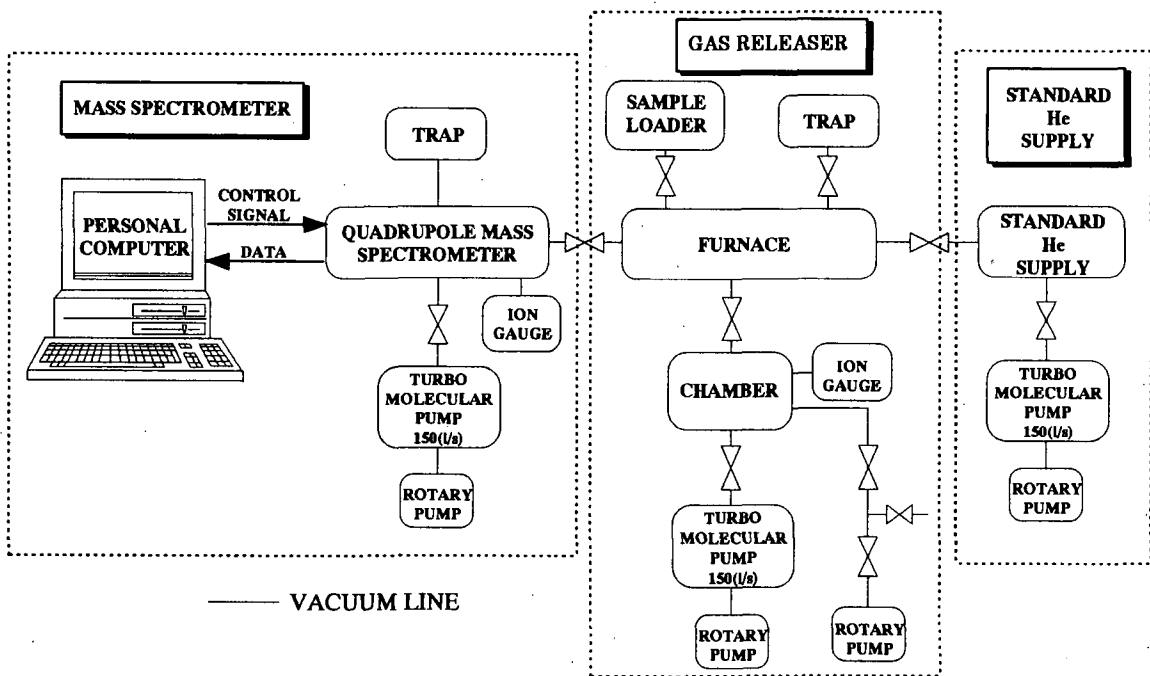 MASS SPECTROMETER
TRAP
PERSONAL
COMPUTER
CONTROL
SIGNAL
DATA
QUADRUPOLE MASS
SPECTROMETER
ION
GAUGE
TURBO
MOLECULAR
PUMP
150(l/s)
ROTARY
PUMP
VACUUM LINE
GAS RELEASER
SAMPLE
LOADER
TRAP
FURNACE
CHAMBER
ION
GAUGE
TURBO
MOLECULAR
PUMP
150(l/s)
ROTARY
PUMP
ROTARY
PUMP
STANDARD
He
SUPPLY
STANDARD
He
SUPPLY
TURBO
MOLECULAR
PUMP
150(l/s)
ROTARY
PUMP